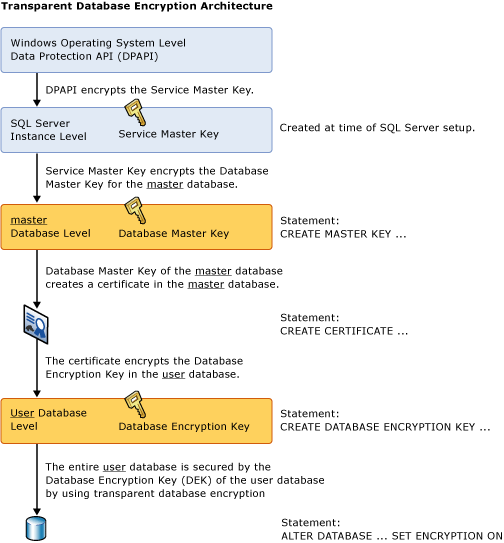 Transparent Database Encryption Architecture
Windows Operating System Level
Data Protection API (DPAPI)
DPAPI encrypts the Service Master Key.
SQL Server
Instance Level
Service Master Key
Created at time of SQL Server setup.
Service Master Key encrypts the Database
Master Key for the master database.
master
Database Level
Database Master Key
Statement:
CREATE MASTER KEY ...
Database Master Key of the master database
creates a certificate in the master database.
Statement:
CREATE CERTIFICATE ...
The certificate encrypts the Database
Encryption Key in the user database.
User Database
Level
Database Encryption Key
Statement:
CREATE DATABASE ENCRYPTION KEY ...
The entire user database is secured by the
Database Encryption Key (DEK) of the user database
by using transparent database encryption
Statement:
ALTER DATABASE ... SET ENCRYPTION ON